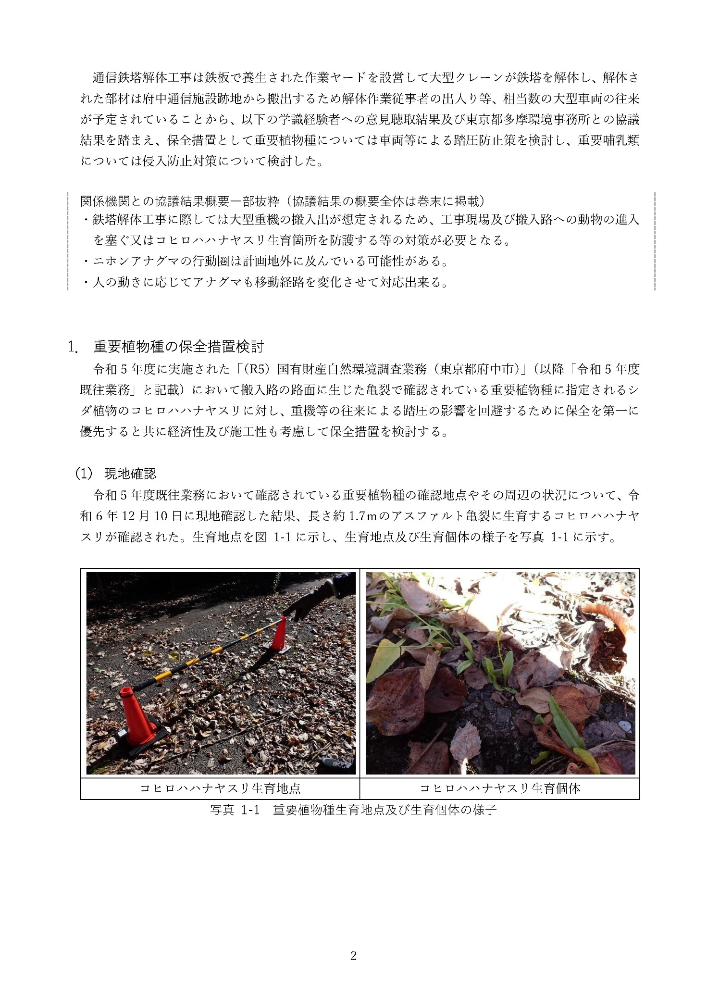 通信鉄塔解体工事は鉄板で養生された作業ヤードを設営して大型クレーンが鉄塔を解体し、解体さ
れた部材は府中通信施設跡地から搬出するため解体作業従事者の出入り等、相当数の大型車両の往来
が予定されていることから、以下の学識経験者への意見聴取結果及び東京都多摩環境事務所との協議
結果を踏まえ、保全措置として重要植物種については車両等による踏圧防止策を検討し、重要哺乳類
については侵入防止対策について検討した。
関係機関との協議結果概要一部抜粋（協議結果の概要全体は巻末に掲載）
・鉄塔解体工事に際しては大型重機の搬入出が想定されるため、工事現場及び搬入路への動物の進入
を塞ぐ又はコヒロハハナヤスリ生育箇所を防護する等の対策が必要となる。
・ニホンアナグマの行動圏は計画地外に及んでいる可能性がある。
・人の動きに応じてアナグマも移動経路を変化させて対応出来る。
1.　重要植物種の保全措置検討
令和 5 年度に実施された「（R5）国有財産自然環境調査業務（東京都府中市）」（以降「令和 5 年度
既往業務」と記載）において搬入路の路面に生じた亀裂で確認されている重要植物種に指定されるシ
ダ植物のコヒロハハナヤスリに対し、重機等の往来による踏圧の影響を回避するために保全を第一に
優先すると共に経済性及び施工性も考慮して保全措置を検討する。
（1）　現地確認
令和 5 年度既往業務において確認されている重要植物種の確認地点やその周辺の状況について、令
和 6 年 12 月 10 日に現地確認した結果、長さ約 1.7ｍのアスファルト亀裂に生育するコヒロハハナヤ
スリが確認された。生育地点を図 1-1 に示し、生育地点及び生育個体の様子を写真 1-1 に示す。
コヒロハハナヤスリ生育地点
コヒロハハナヤスリ生育個体
写真 1-1　重要植物種生育地点及び生育個体の様子
2